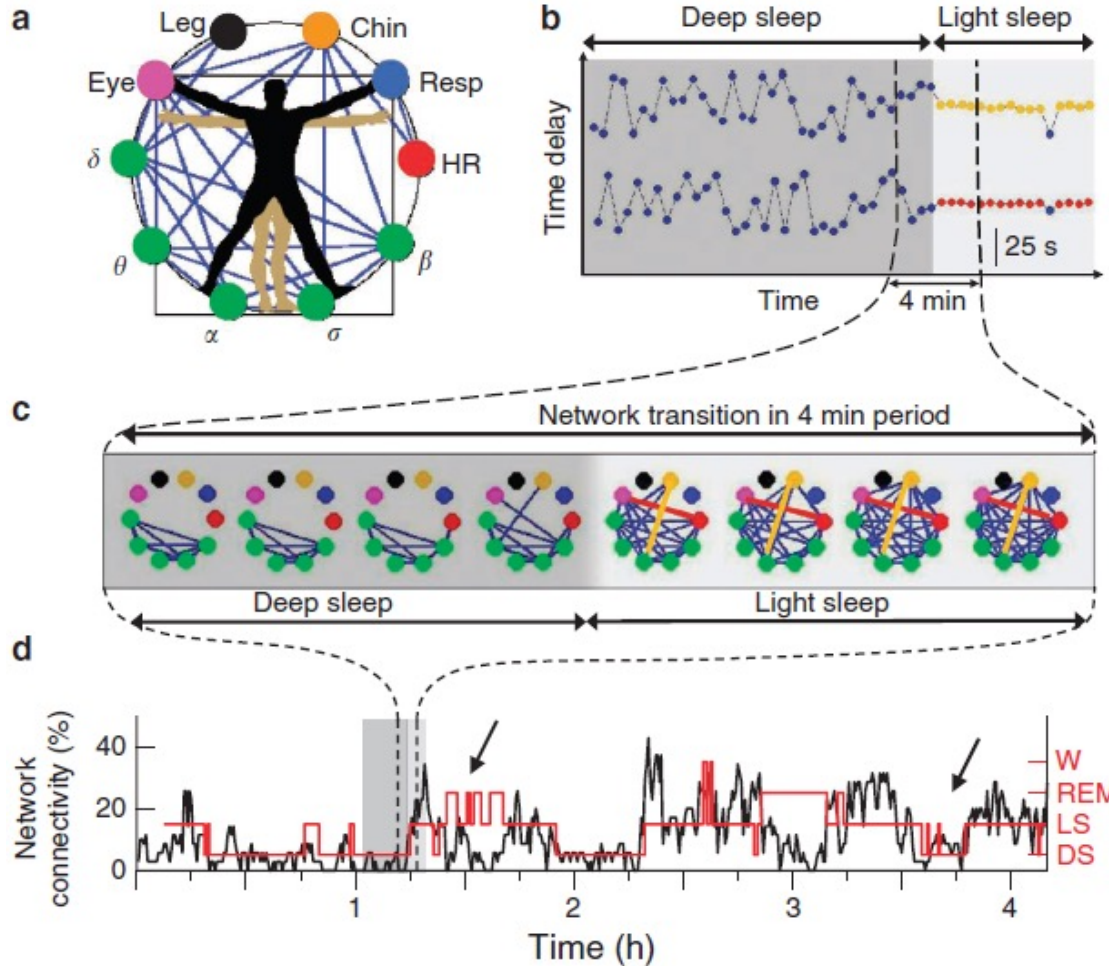 a
Leg
Chin
Eye
Resp
δ
HR
θ
β
α
σ
b
Deep sleep
Light sleep
Time delay
25 s
Time
4 min
c
Network transition in 4 min period
Deep sleep
Light sleep
d
Network
connectivity (%)
40
20
0
W
REM
LS
DS
1
2
3
4
Time (h)